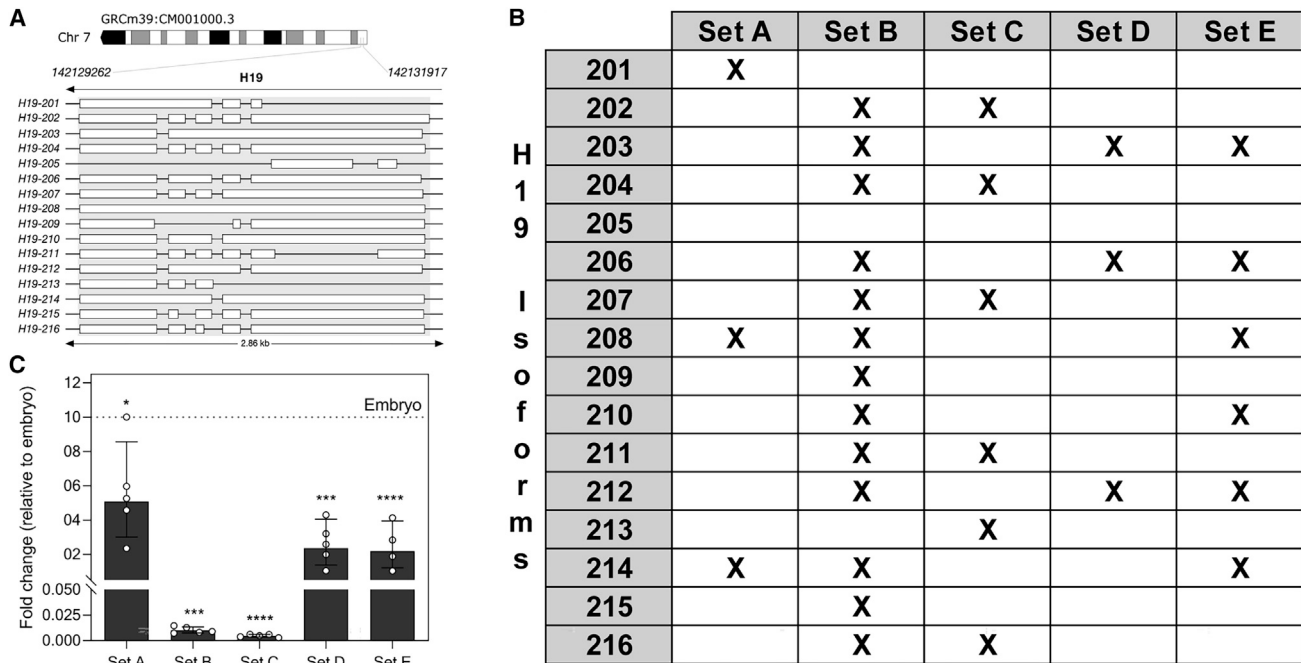 A
GRCm39:CM001000.3
Chr 7
142129262
H19
142131917
H19-201
H19-202
H19-203
H19-204
H19-205
H19-206
H19-207
H19-208
H19-209
H19-210
H19-211
H19-212
H19-213
H19-214
H19-215
H19-216
2.86 kb
B
Set A Set B Set C Set D Set E
H19 Isoforms
201 X
202 X X
203 X X X
204 X X
205
206 X X X
207 X X
208 X X X
209 X
210 X X
211 X X
212 X X X
213 X
214 X X X
215 X
216 X X
C
Fold change (relative to embryo)
12
10
06
04
02
0.050
0.025
0.000
Embryo
*
***
****
***
****
Set A Set B Set C Set D Set E